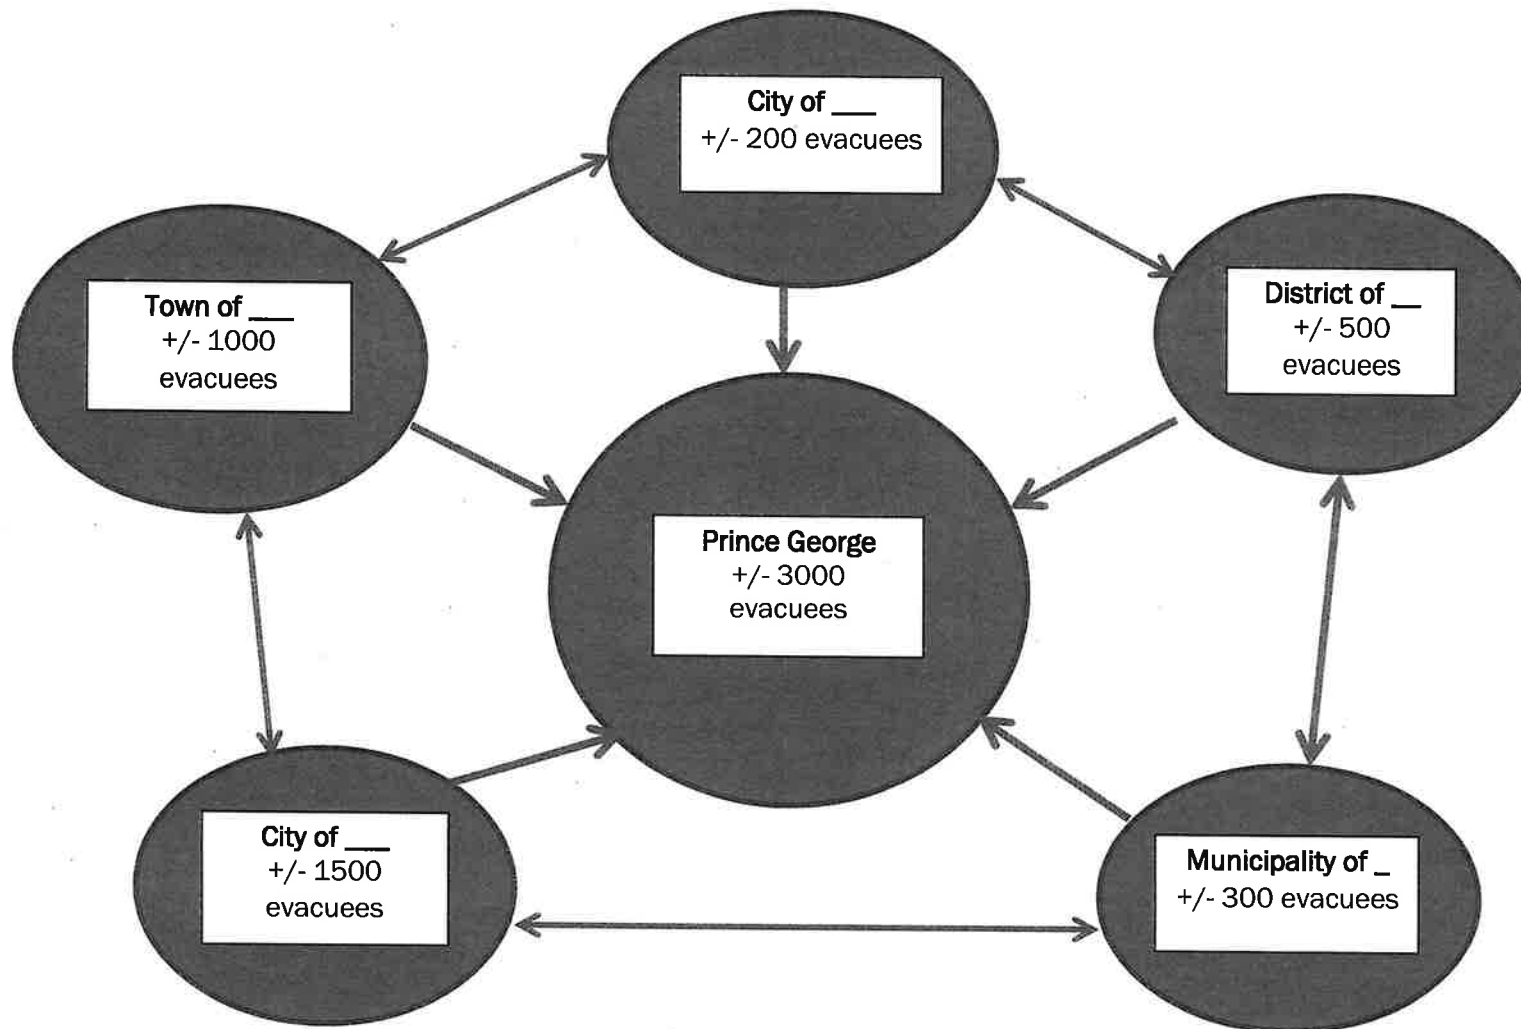 City of ___
+/- 200 evacuees
Town of ___
+/- 1000
evacuees
District of __
+/- 500
evacuees
Prince George
+/- 3000
evacuees
City of ___
+/- 1500
evacuees
Municipality of _
+/- 300 evacuees